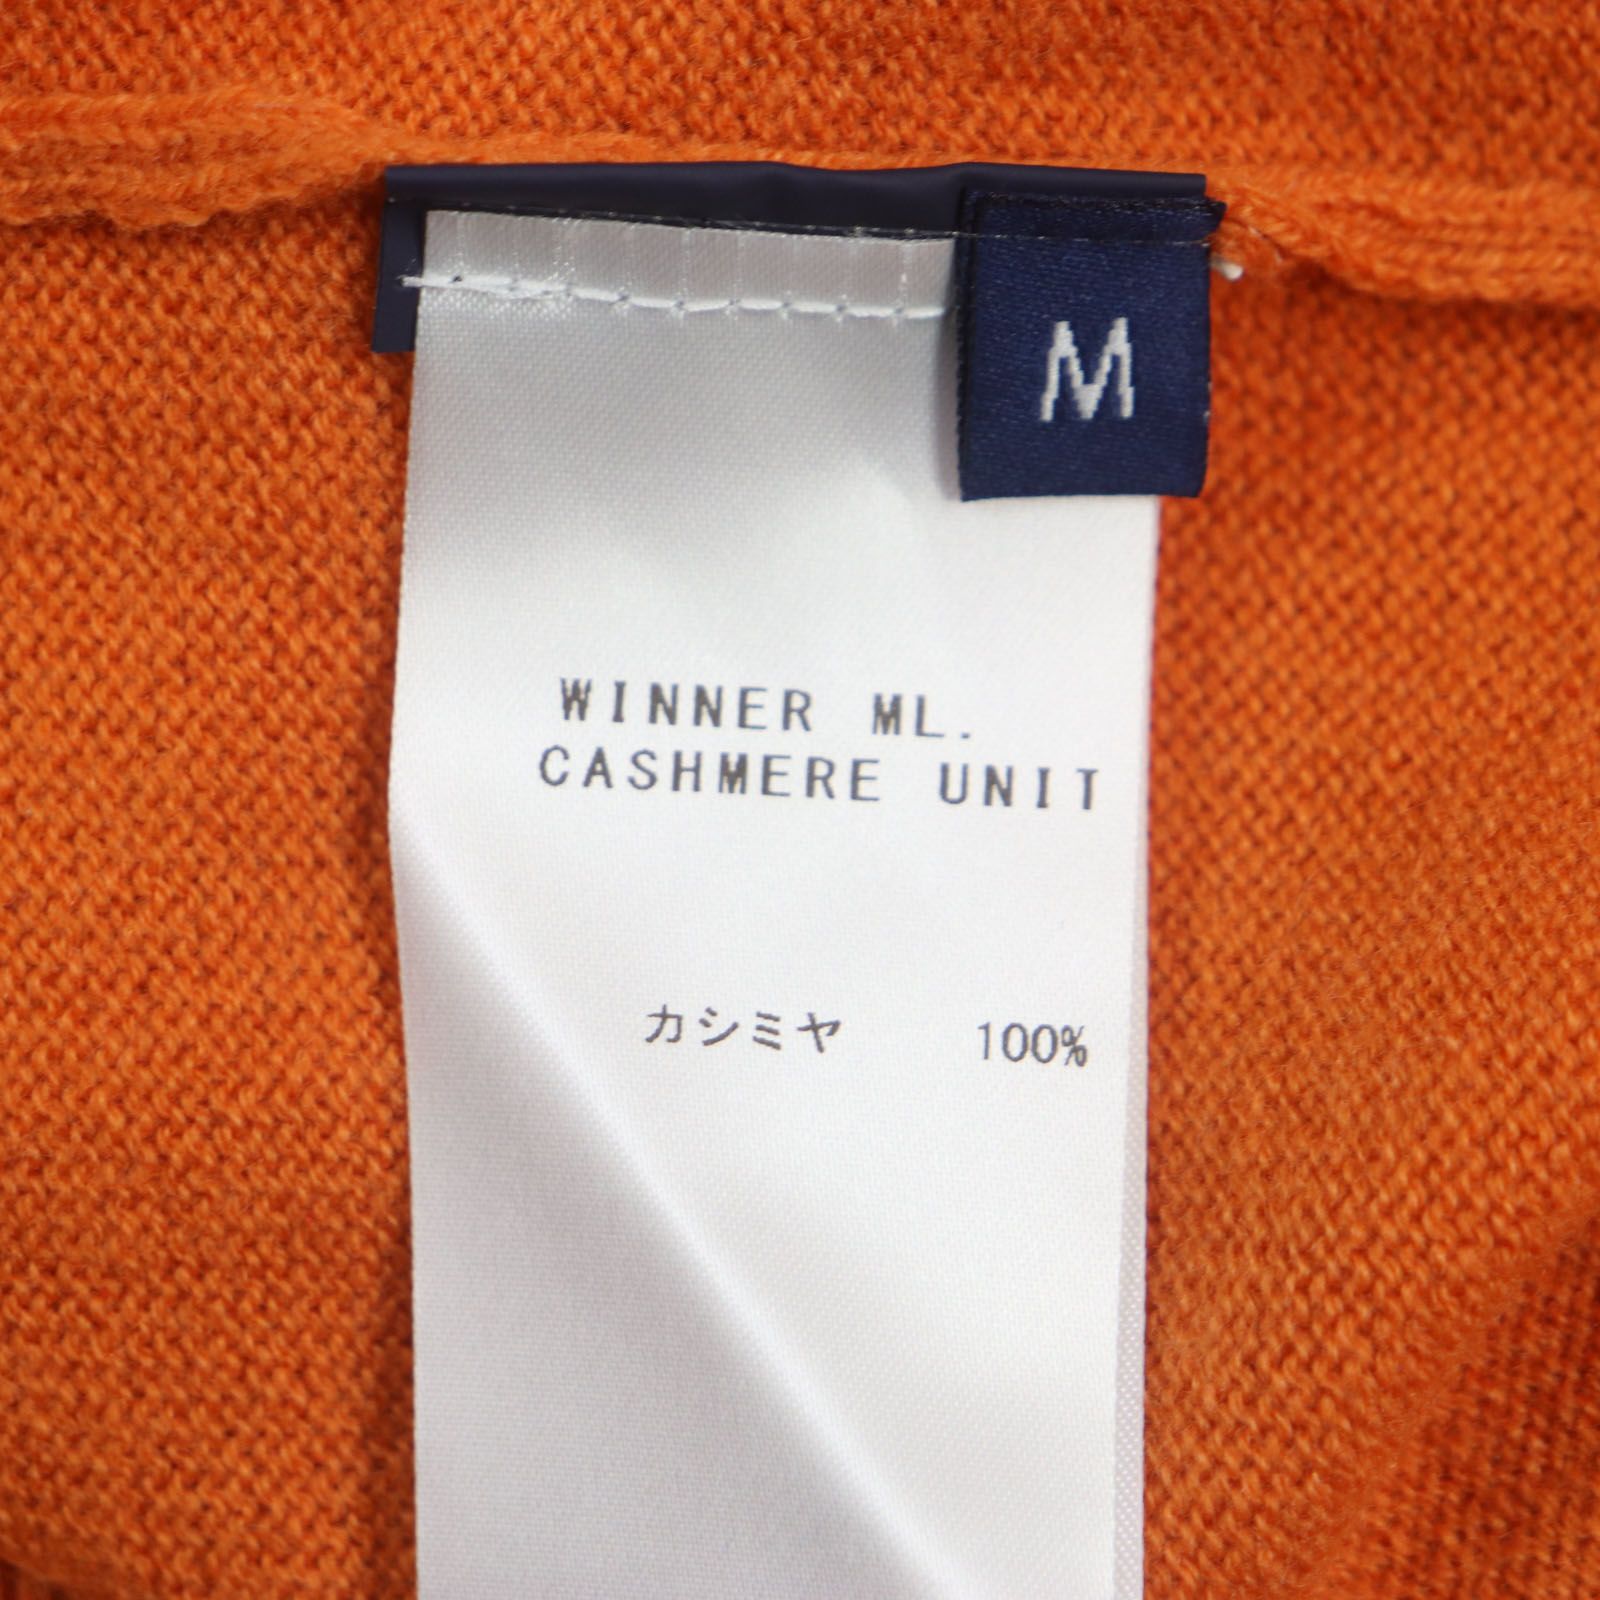 M
WINNER ML.
CASHMERE UNIT
カシミヤ 100%